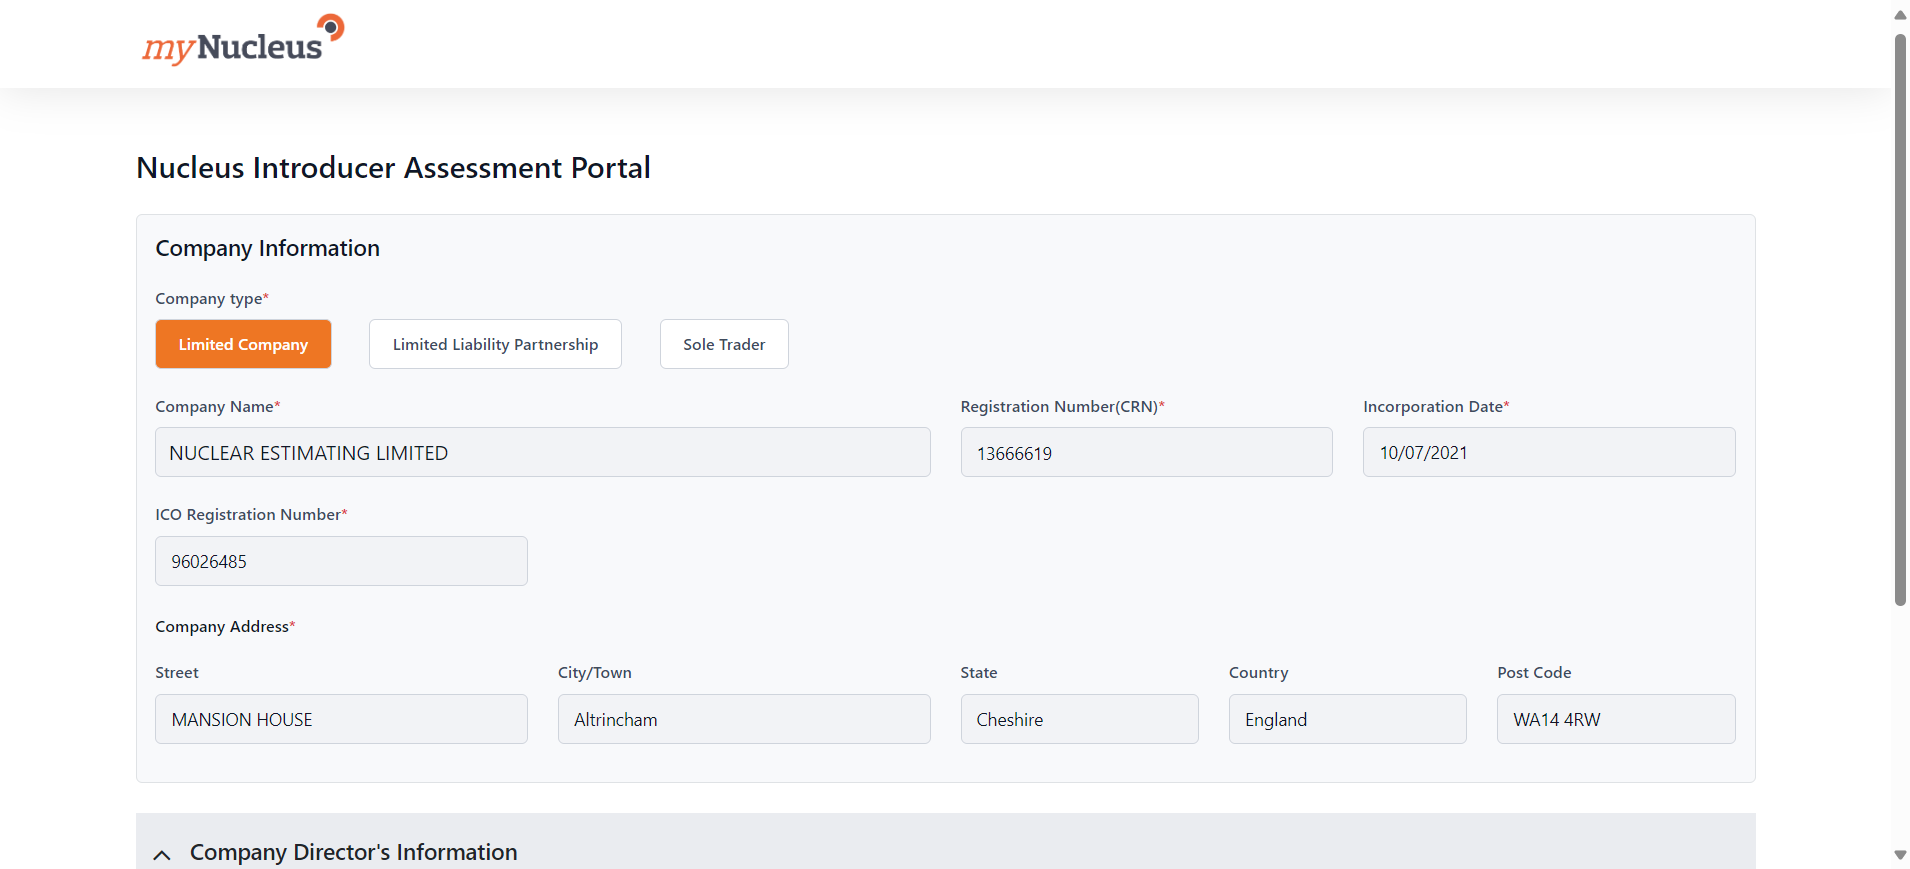 myNucleus
Nucleus Introducer Assessment Portal
Company Information
Company type*
Limited Company Limited Liability Partnership Sole Trader
Company Name* Registration Number(CRN)* Incorporation Date*
NUCLEAR ESTIMATING LIMITED 13666619 10/07/2021
ICO Registration Number*
96026485
Company Address*
Street City/Town State Country Post Code
MANSION HOUSE Altrincham Cheshire England WA14 4RW
Company Director's Information